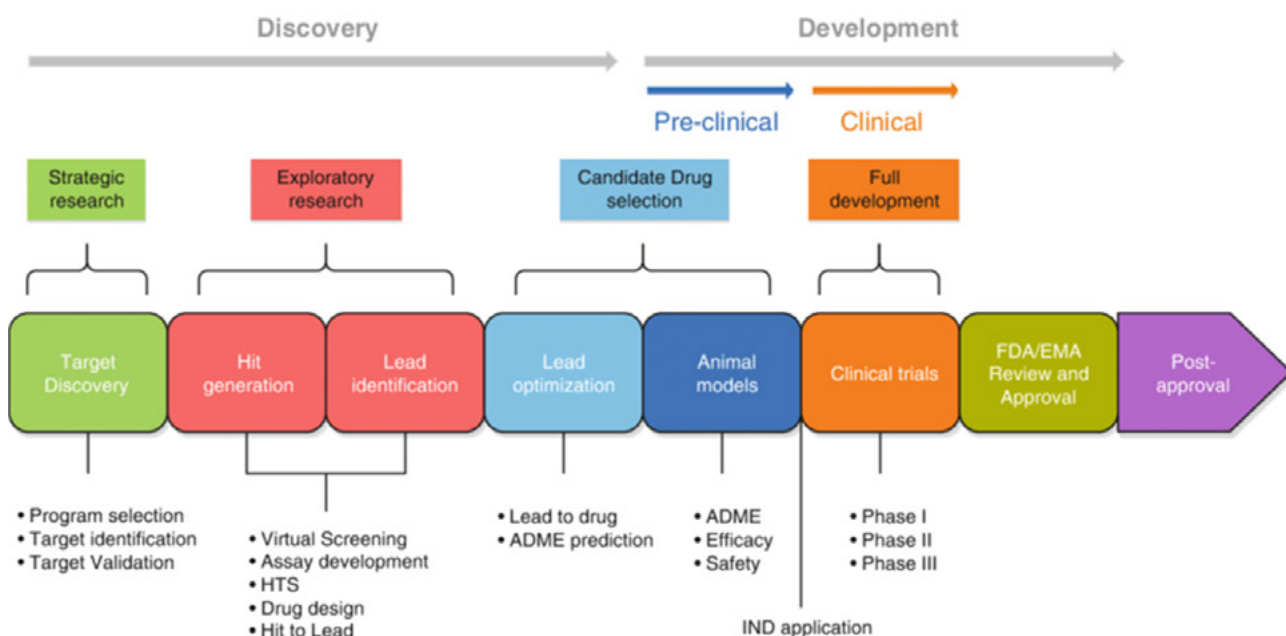 Discovery
Development
Pre-clinical
Clinical
Strategic
research
Exploratory
research
Candidate Drug
selection
Full
development
Target
Discovery
Hit
generation
Lead
identification
Lead
optimization
Animal
models
Clinical trials
FDA/EMA
Review and
Approval
Post-
approval
• Program selection
• Target identification
• Target Validation
• Virtual Screening
• Assay development
• HTS
• Drug design
• Hit to Lead
• Lead to drug
• ADME prediction
• ADME
• Efficacy
• Safety
IND application
• Phase I
• Phase II
• Phase III